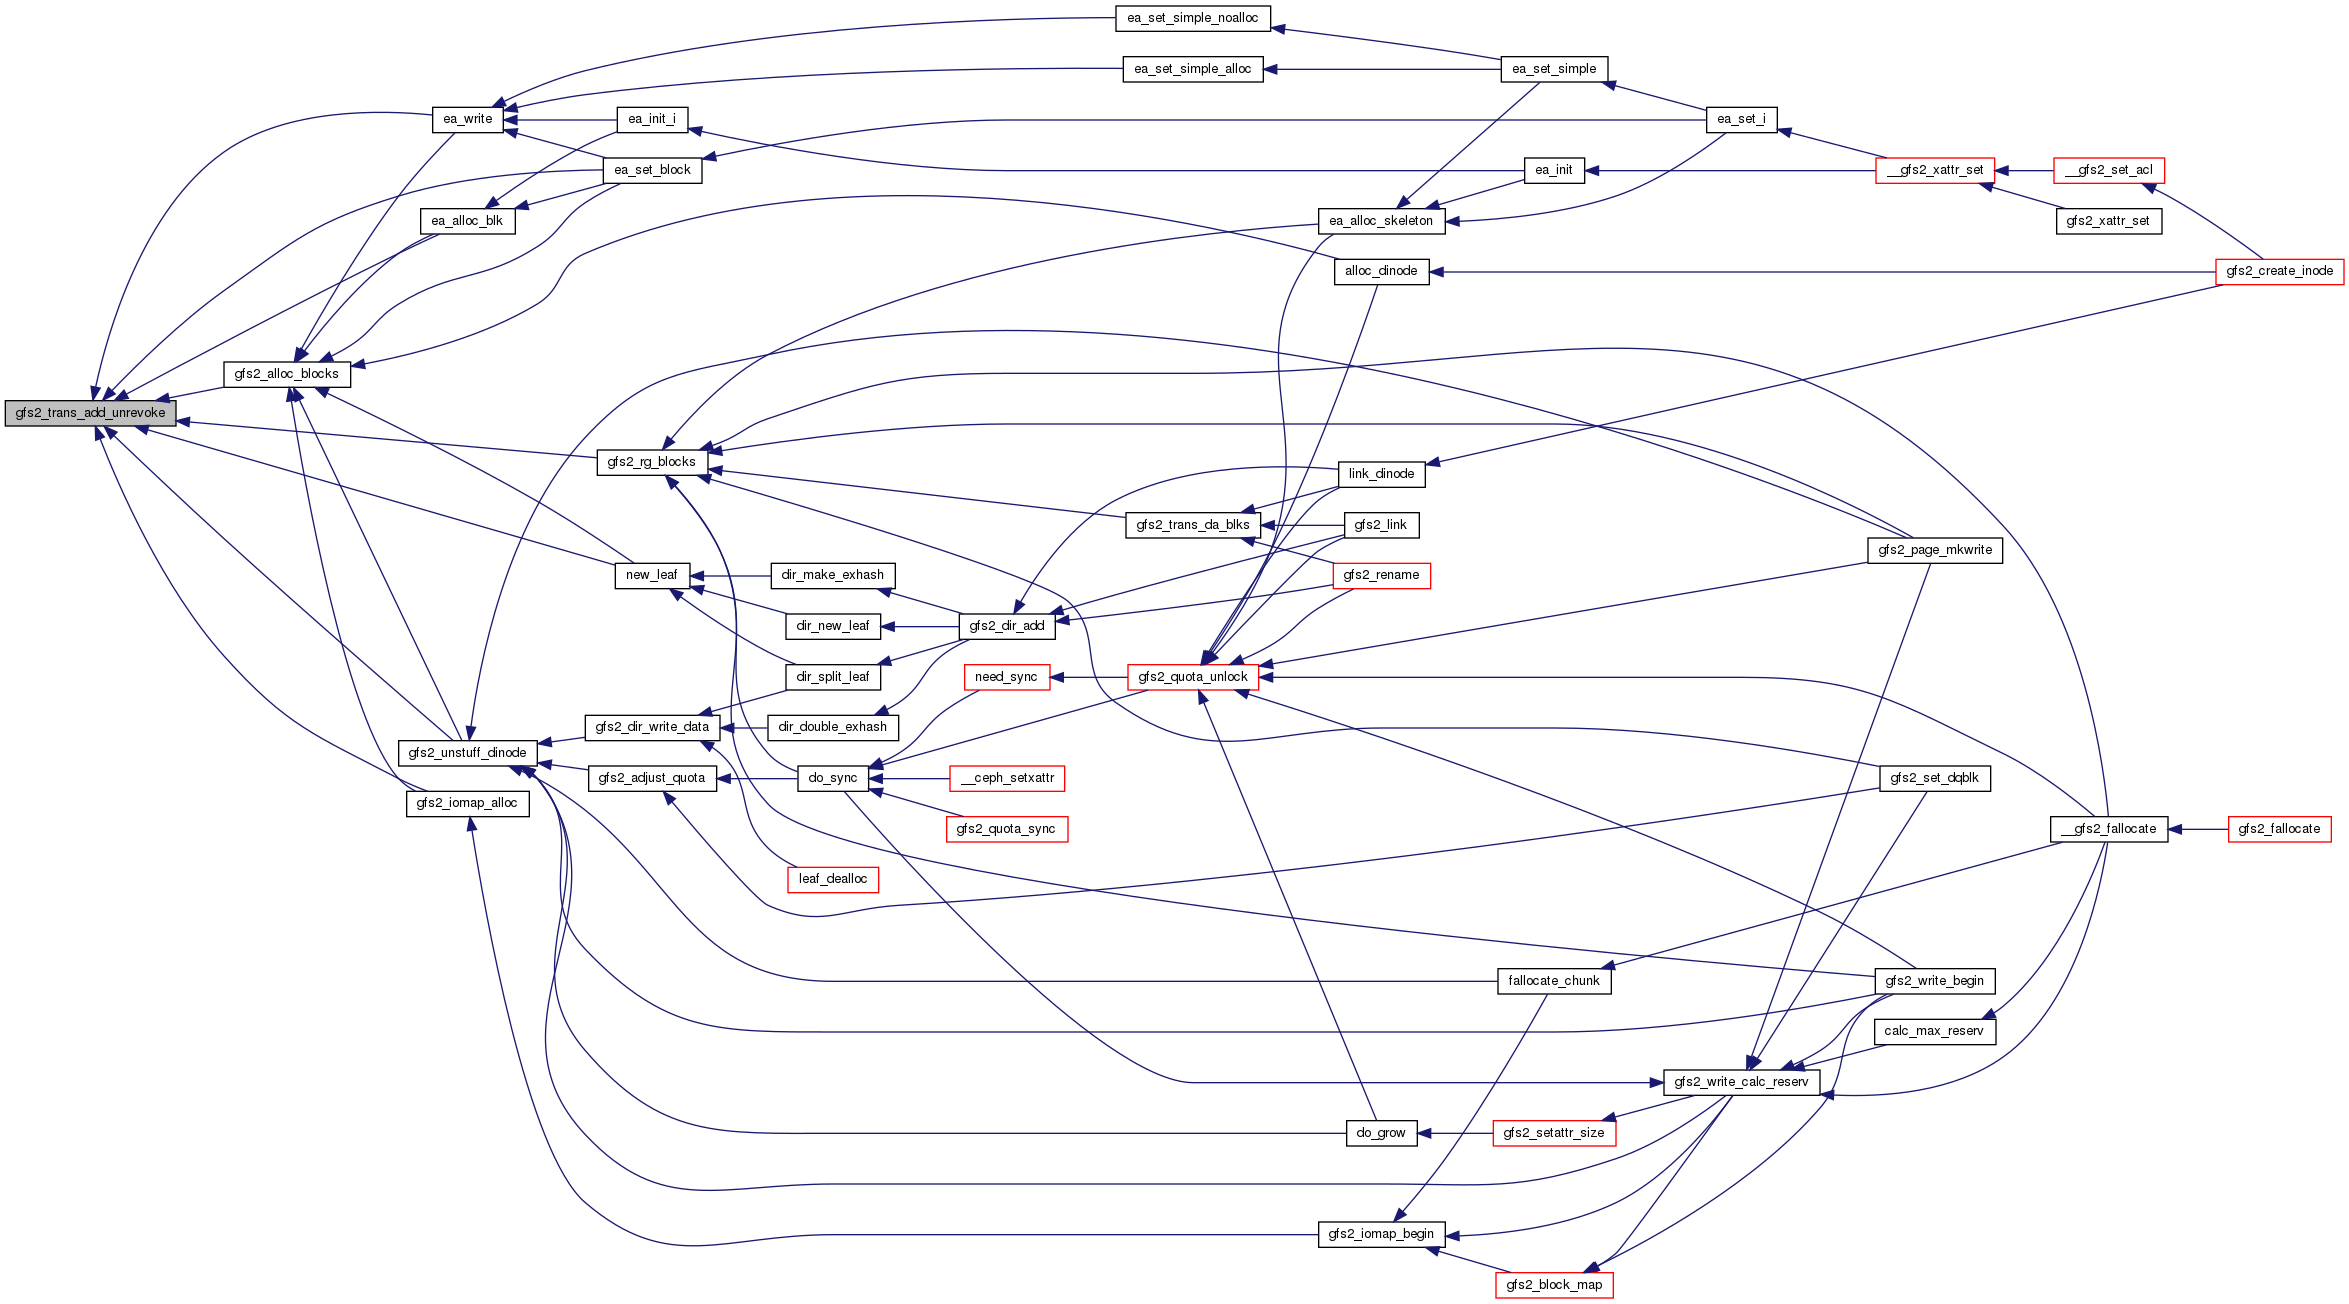 ea_set_simple_noalloc
ea_set_simple_alloc
ea_set_simple
ea_write
ea_init_i
ea_set_i
ea_set_block
ea_init
__gfs2_xattr_set
__gfs2_set_acl
ea_alloc_blk
ea_alloc_skeleton
gfs2_xattr_set
alloc_dinode
gfs2_create_inode
gfs2_alloc_blocks
gfs2_trans_add_unrevoke
gfs2_rg_blocks
link_dinode
gfs2_trans_da_blks
gfs2_link
gfs2_page_mkwrite
new_leaf
dir_make_exhash
gfs2_rename
dir_new_leaf
gfs2_dir_add
dir_split_leaf
need_sync
gfs2_quota_unlock
gfs2_dir_write_data
dir_double_exhash
gfs2_unstuff_dinode
gfs2_adjust_quota
do_sync
__ceph_setxattr
gfs2_set_dqblk
gfs2_iomap_alloc
gfs2_quota_sync
__gfs2_fallocate
gfs2_fallocate
leaf_dealloc
fallocate_chunk
gfs2_write_begin
calc_max_reserv
gfs2_write_calc_reserv
do_grow
gfs2_setattr_size
gfs2_iomap_begin
gfs2_block_map